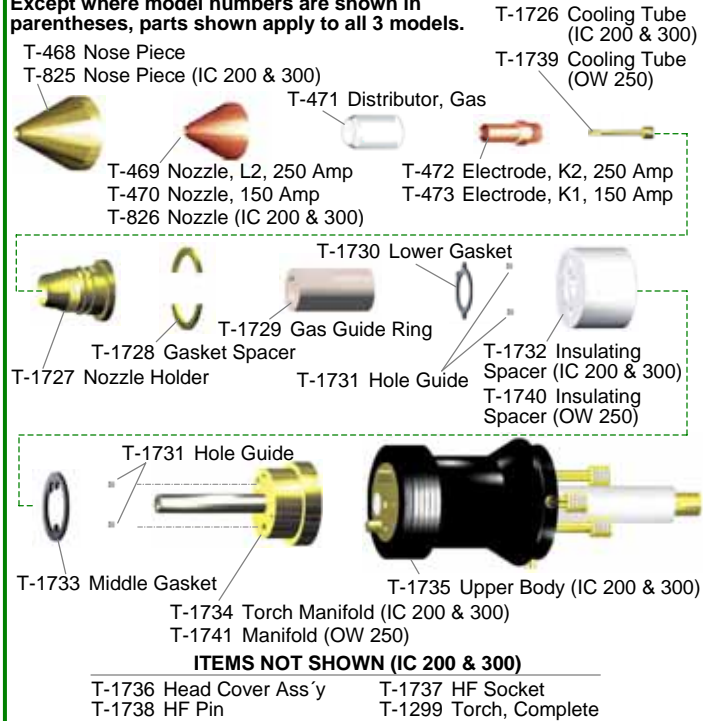 Except where model numbers are shown in
parentheses, parts shown apply to all 3 models.
T-1726 Cooling Tube
(IC 200 & 300)
T-1739 Cooling Tube
(OW 250)
T-468 Nose Piece
T-825 Nose Piece (IC 200 & 300)
T-471 Distributor, Gas
T-469 Nozzle, L2, 250 Amp
T-470 Nozzle, 150 Amp
T-826 Nozzle (IC 200 & 300)
T-472 Electrode, K2, 250 Amp
T-473 Electrode, K1, 150 Amp
T-1730 Lower Gasket
T-1729 Gas Guide Ring
T-1728 Gasket Spacer
T-1727 Nozzle Holder
T-1731 Hole Guide
T-1732 Insulating
Spacer (IC 200 & 300)
T-1740 Insulating
Spacer (OW 250)
T-1731 Hole Guide
T-1733 Middle Gasket
T-1735 Upper Body (IC 200 & 300)
T-1734 Torch Manifold (IC 200 & 300)
T-1741 Manifold (OW 250)
ITEMS NOT SHOWN (IC 200 & 300)
T-1736 Head Cover Ass´y
T-1737 HF Socket
T-1738 HF Pin
T-1299 Torch, Complete